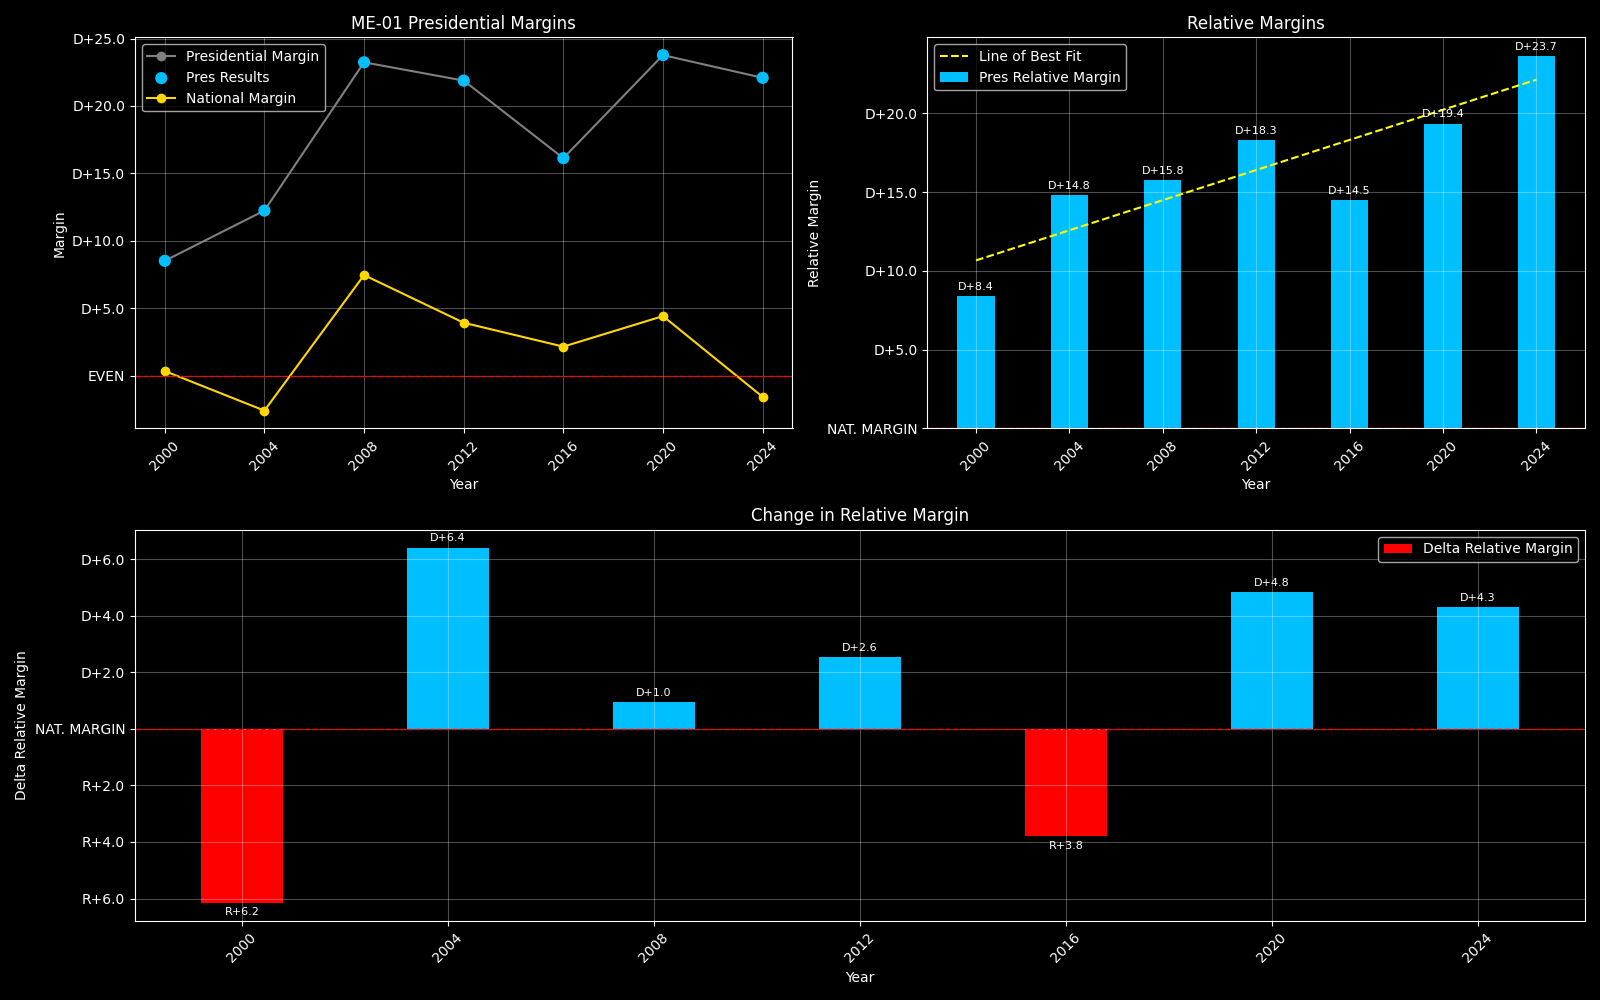 ME-01 Presidential Margins
D+25.0
D+20.0
D+15.0
D+10.0
D+5.0
EVEN
Margin
Presidential Margin
Pres Results
National Margin
2000
2004
2008
2012
2016
2020
2024
Year
Relative Margins
D+20.0
D+15.0
D+10.0
D+5.0
NAT. MARGIN
Relative Margin
Line of Best Fit
Pres Relative Margin
D+8.4
D+14.8
D+15.8
D+18.3
D+14.5
D+19.4
D+23.7
2000
2004
2008
2012
2016
2020
2024
Year
Change in Relative Margin
D+6.0
D+4.0
D+2.0
NAT. MARGIN
R+2.0
R+4.0
R+6.0
Delta Relative Margin
Delta Relative Margin
R+6.2
D+6.4
D+1.0
D+2.6
R+3.8
D+4.8
D+4.3
2000
2004
2008
2012
2016
2020
2024
Year